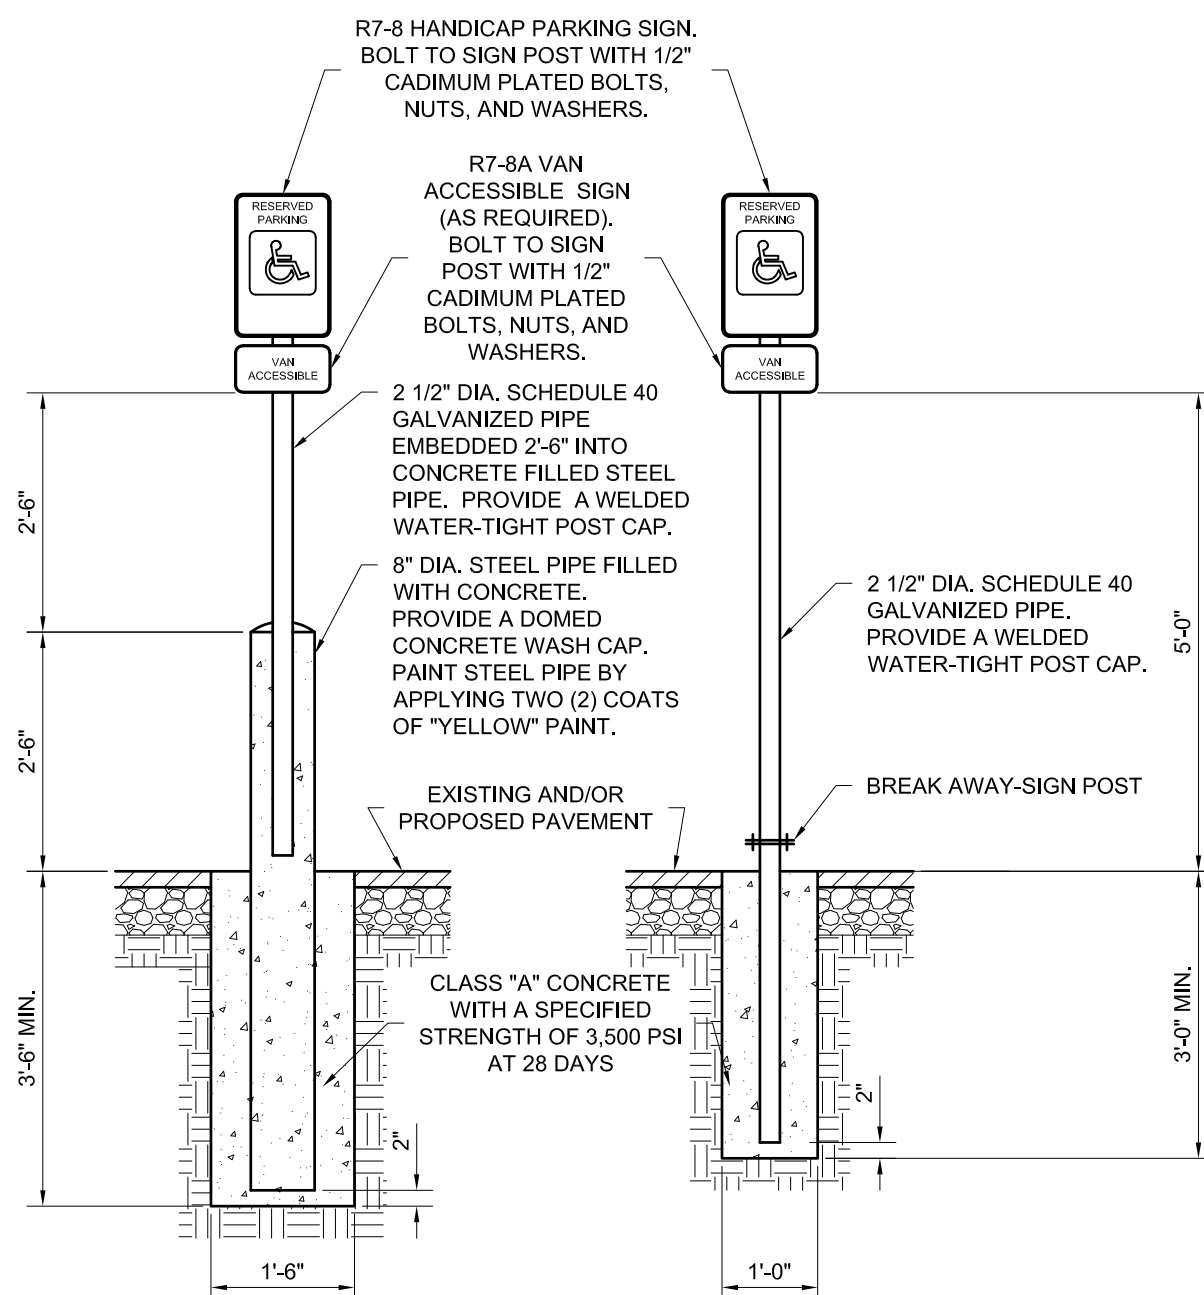 R7-8 HANDICAP PARKING SIGN.
BOLT TO SIGN POST WITH 1/2"
CADIMUM PLATED BOLTS,
NUTS, AND WASHERS.
R7-8A VAN
ACCESSIBLE SIGN
(AS REQUIRED).
BOLT TO SIGN
POST WITH 1/2"
CADIMUM PLATED
BOLTS, NUTS, AND
WASHERS.
RESERVED
PARKING
VAN
ACCESSIBLE
RESERVED
PARKING
VAN
ACCESSIBLE
2 1/2" DIA. SCHEDULE 40
GALVANIZED PIPE
EMBEDDED 2'-6" INTO
CONCRETE FILLED STEEL
PIPE. PROVIDE A WELDED
WATER-TIGHT POST CAP.
8" DIA. STEEL PIPE FILLED
WITH CONCRETE.
PROVIDE A DOMED
CONCRETE WASH CAP.
PAINT STEEL PIPE BY
APPLYING TWO (2) COATS
OF "YELLOW" PAINT.
2 1/2" DIA. SCHEDULE 40
GALVANIZED PIPE.
PROVIDE A WELDED
WATER-TIGHT POST CAP.
BREAK AWAY-SIGN POST
EXISTING AND/OR
PROPOSED PAVEMENT
CLASS "A" CONCRETE
WITH A SPECIFIED
STRENGTH OF 3,500 PSI
AT 28 DAYS
2'-6"
2'-6"
3'-6" MIN.
2"
1'-6"
5'-0"
3'-0" MIN.
2"
1'-0"